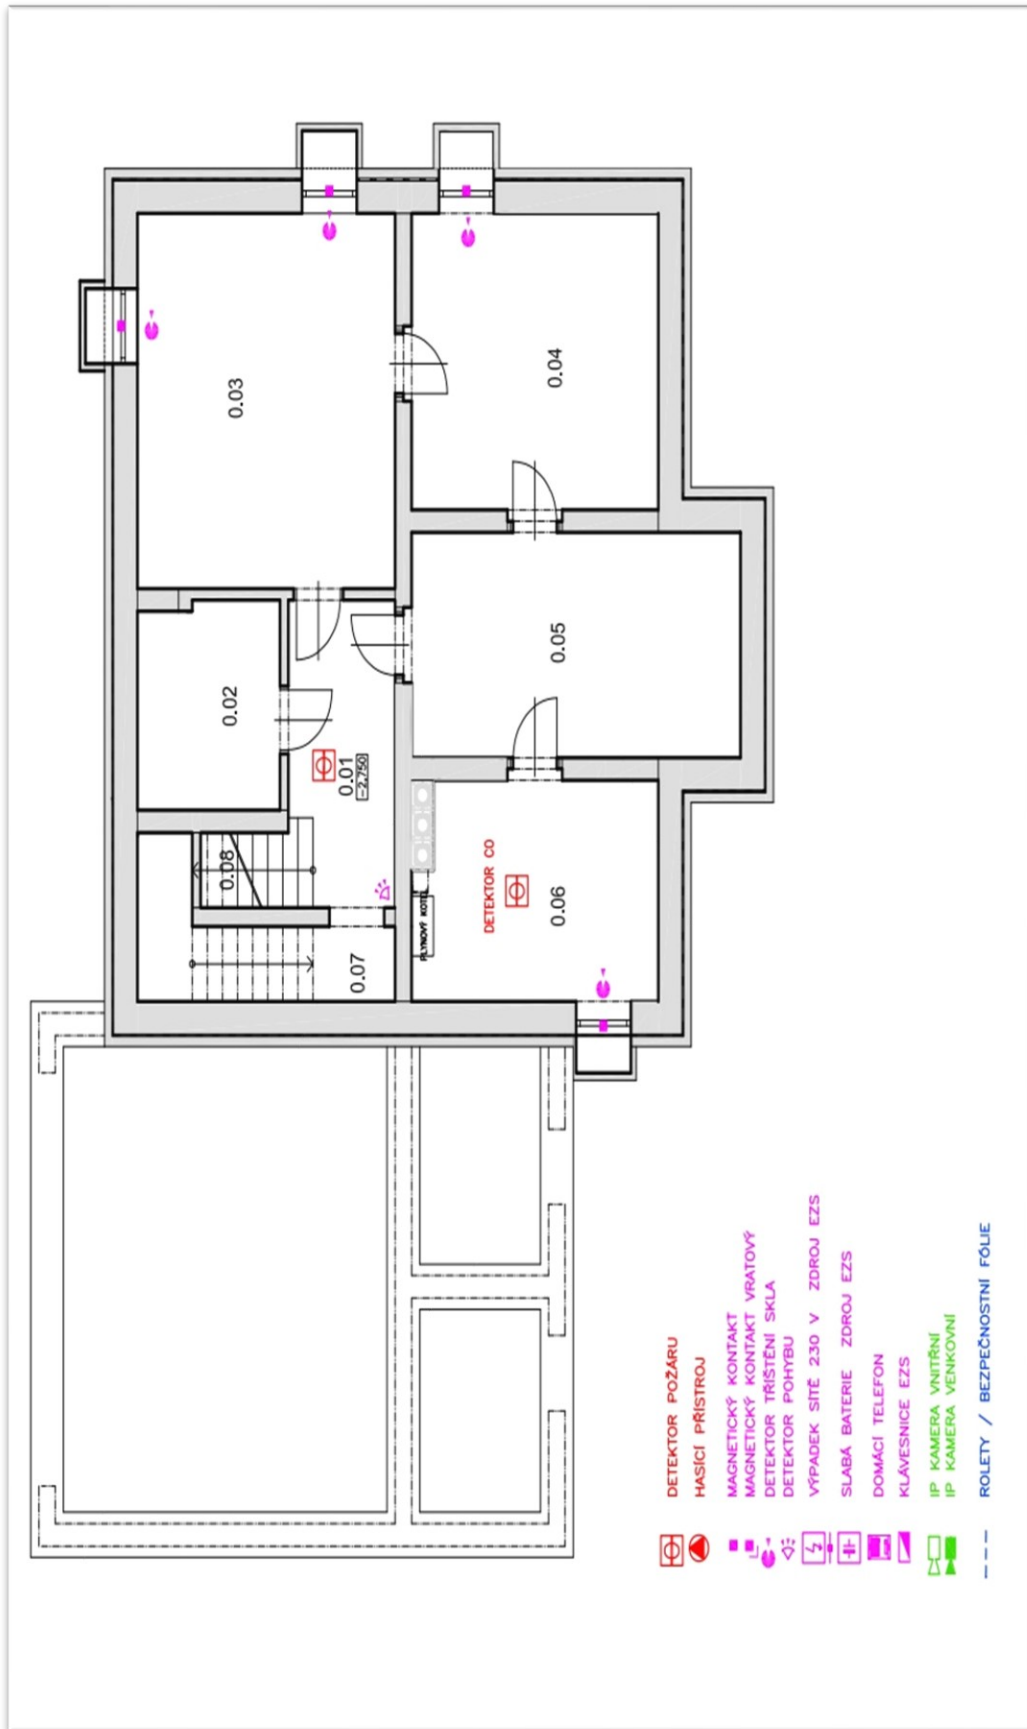 0.03
0.04
0.02
0.05
0.01
-2.750
0.08
0.07
0.06
DETEKTOR CO
PLYNOVÝ KOTEL
DETEKTOR POŽÁRU
HASÍCÍ PŘÍSTROJ
MAGNETICKÝ KONTAKT
MAGNETICKÝ KONTAKT VRATOVÝ
DETEKTOR TŘÍŠTĚNÍ SKLA
DETEKTOR POHYBU
VÝPADEK SÍTĚ 230 V ZDROJ EZS
SLABÁ BATERIE ZDROJ EZS
DOMÁCÍ TELEFON
KLÁVESNICE EZS
IP KAMERA VNITŘNÍ
IP KAMERA VENKOVNÍ
ROLETY / BEZPEČNOSTNÍ FÓLIE